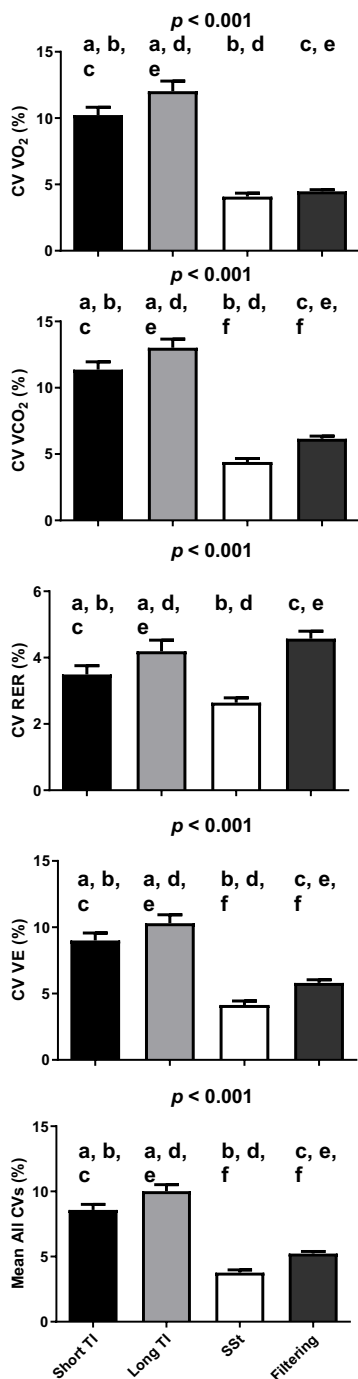 p < 0.001
a, b, a, d, b, d c, e
c e
15
10
5
0
CV VO₂ (%)
p < 0.001
a, b, a, d, b, d, c, e,
c e f f
15
10
5
0
CV VCO₂ (%)
p < 0.001
a, b, a, d, b, d c, e
c e
6
4
2
0
CV RER (%)
p < 0.001
a, b, a, d, b, d, c, e,
c e f f
15
10
5
0
CV VE (%)
p < 0.001
a, b, a, d, b, d, c, e,
c e f f
15
10
5
0
Mean All CVs (%)
Short TI
Long TI
SSt
Filtering